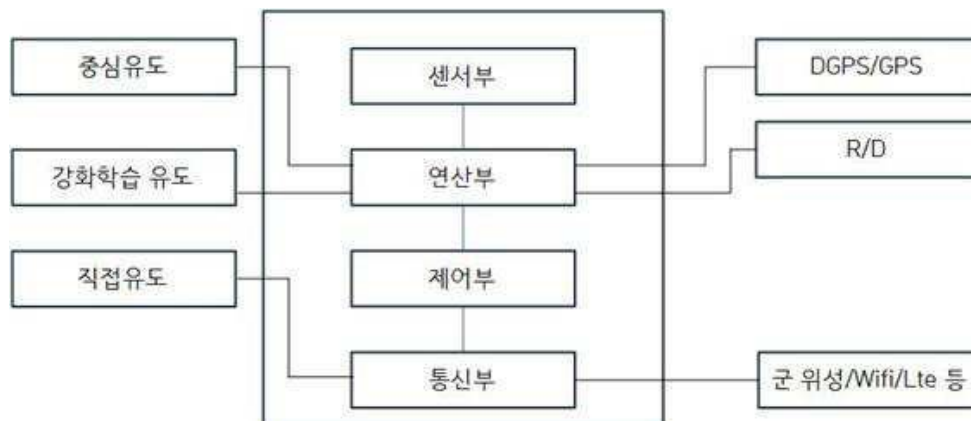 중심유도
강화학습 유도
직접유도
센서부
연산부
제어부
통신부
DGPS/GPS
R/D
군 위성/Wifi/Lte 등